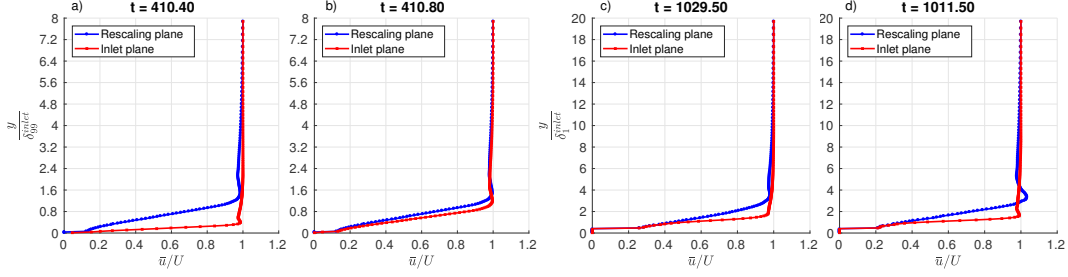 a) t = 410.40
Rescaling plane
Inlet plane
7.2
6.4
5.6
4.8
4
3.2
2.4
1.6
0.8
0
0 0.2 0.4 0.6 0.8 1 1.2
y/δ_{99}^{inlet}
u̅/U
b) t = 410.80
Rescaling plane
Inlet plane
7.2
6.4
5.6
4.8
4
3.2
2.4
1.6
0.8
0
0 0.2 0.4 0.6 0.8 1 1.2
u̅/U
c) t = 1029.50
Rescaling plane
Inlet plane
20
18
16
14
12
10
8
6
4
2
0
0 0.2 0.4 0.6 0.8 1 1.2
y/δ_{1}^{inlet}
u̅/U
d) t = 1011.50
Rescaling plane
Inlet plane
20
18
16
14
12
10
8
6
4
2
0
0 0.2 0.4 0.6 0.8 1 1.2
u̅/U